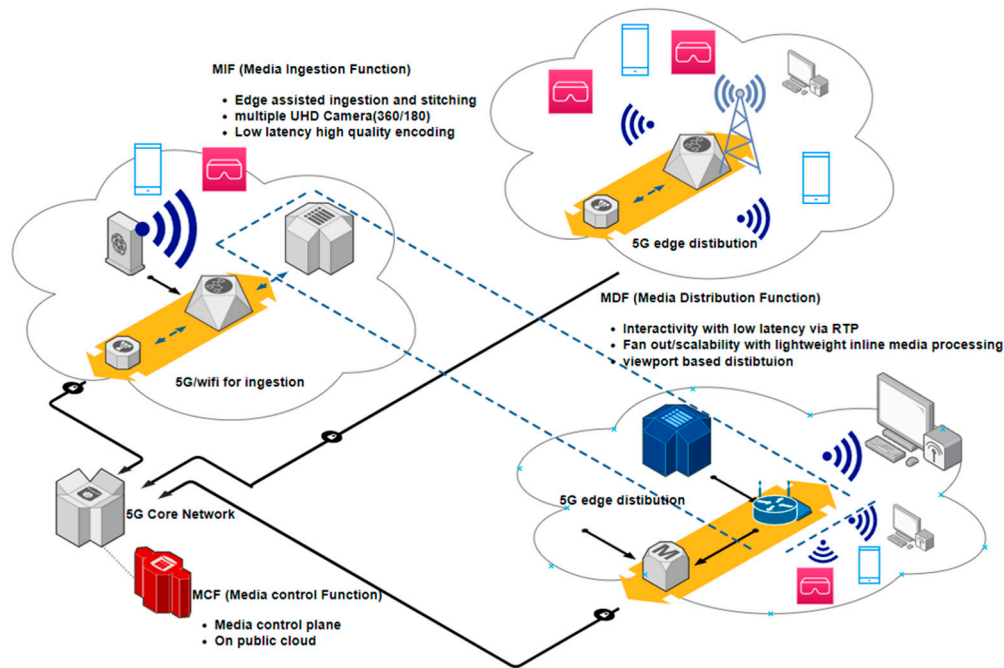 MIF (Media Ingestion Function)
• Edge assisted ingestion and stitching
• multiple UHD Camera(360/180)
• Low latency high quality encoding
5G edge distibution
5G/wifi for ingestion
MDF (Media Distribution Function)
• Interactivity with low latency via RTP
• Fan out/scalability with lightweight inline media processing
• viewport based distibtuion
5G edge distibution
M
5G Core Network
MCF (Media control Function)
• Media control plane
• On public cloud